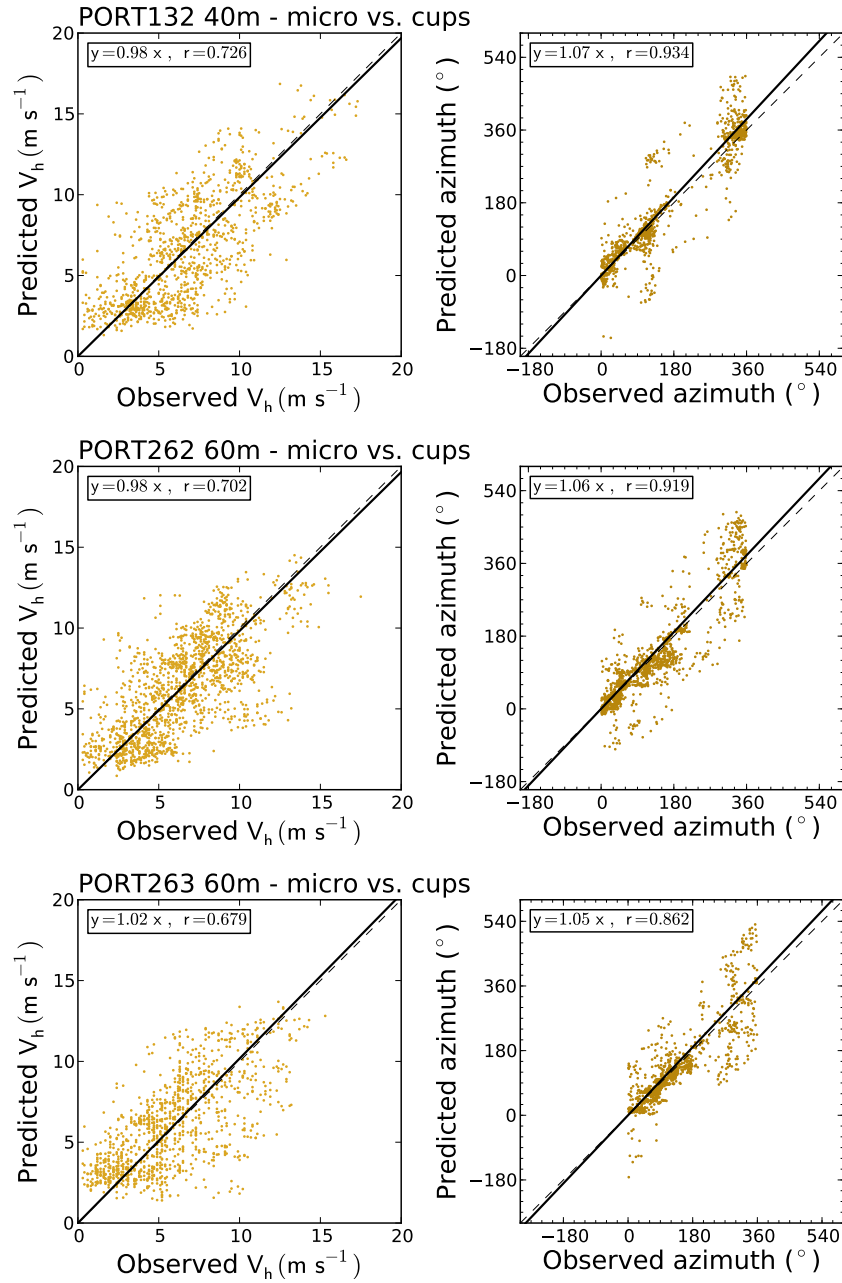 PORT132 40m - micro vs. cups
y=0.98 x , r=0.726
Predicted V_h (m s⁻¹)
20
15
10
5
0
0 5 10 15 20
Observed V_h (m s⁻¹)
y=1.07 x , r=0.934
Predicted azimuth (°)
540
360
180
0
−180
−180 0 180 360 540
Observed azimuth (°)
PORT262 60m - micro vs. cups
y=0.98 x , r=0.702
Predicted V_h (m s⁻¹)
20
15
10
5
0
0 5 10 15 20
Observed V_h (m s⁻¹)
y=1.06 x , r=0.919
Predicted azimuth (°)
540
360
180
0
−180
−180 0 180 360 540
Observed azimuth (°)
PORT263 60m - micro vs. cups
y=1.02 x , r=0.679
Predicted V_h (m s⁻¹)
20
15
10
5
0
0 5 10 15 20
Observed V_h (m s⁻¹)
y=1.05 x , r=0.862
Predicted azimuth (°)
540
360
180
0
−180
−180 0 180 360 540
Observed azimuth (°)